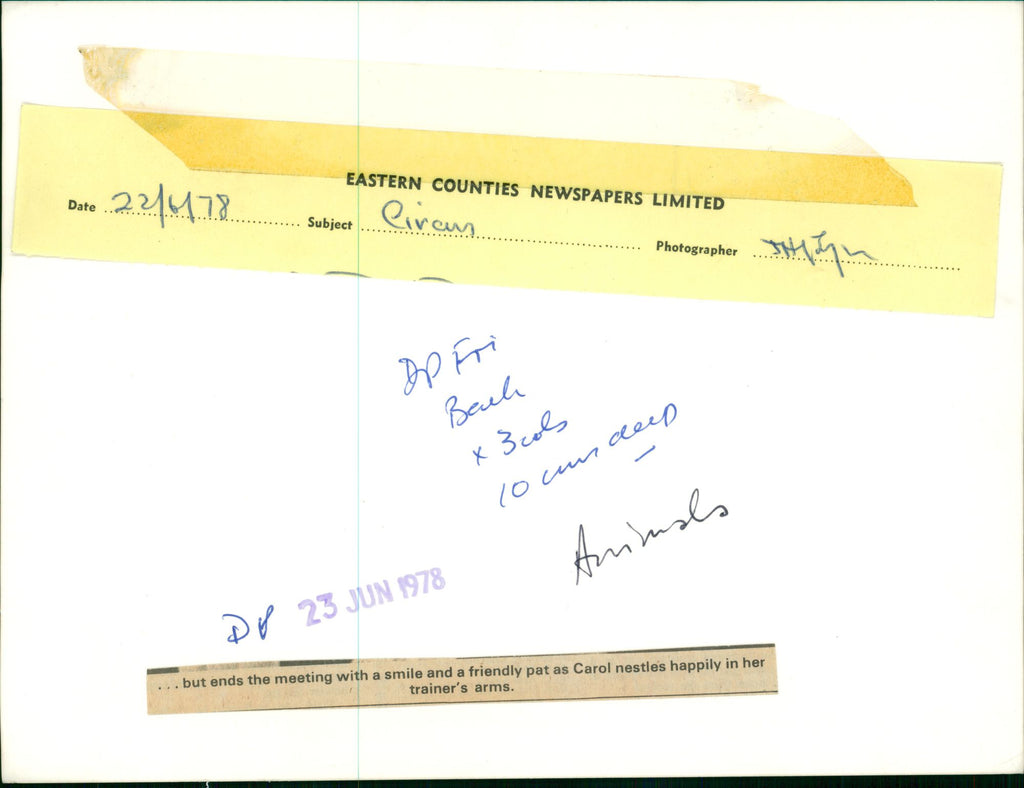 EASTERN COUNTIES NEWSPAPERS LIMITED
Date 22/6/78 Subject Circus Photographer
DP Fri
Back
x 3 cols
10 cms deep
Animals
DP 23 JUN 1978
... but ends the meeting with a smile and a friendly pat as Carol nestles happily in her
trainer's arms.